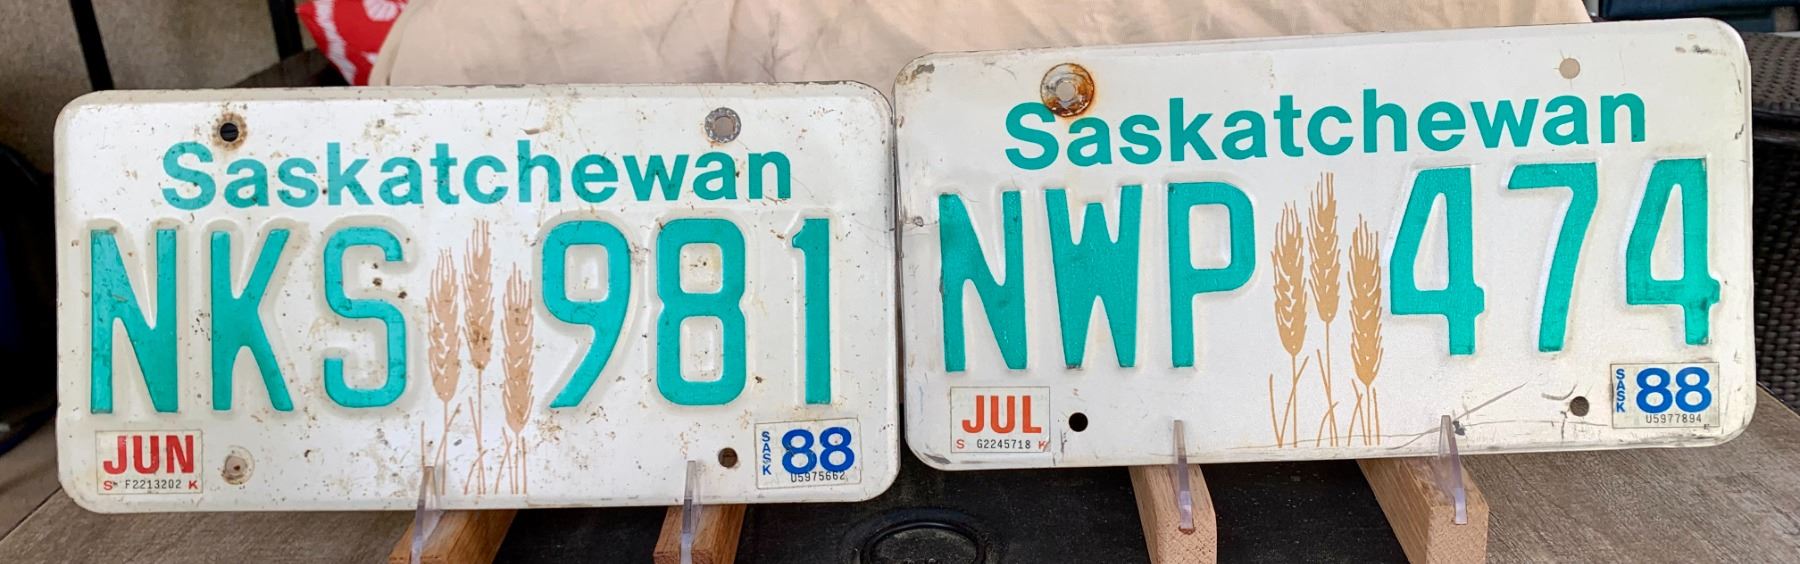 Saskatchewan
NKS 981
JUN
S F2213202 K
SASK 88
U5975662
Saskatchewan
NWP 474
JUL
S G2245718 K
SASK 88
U5977894